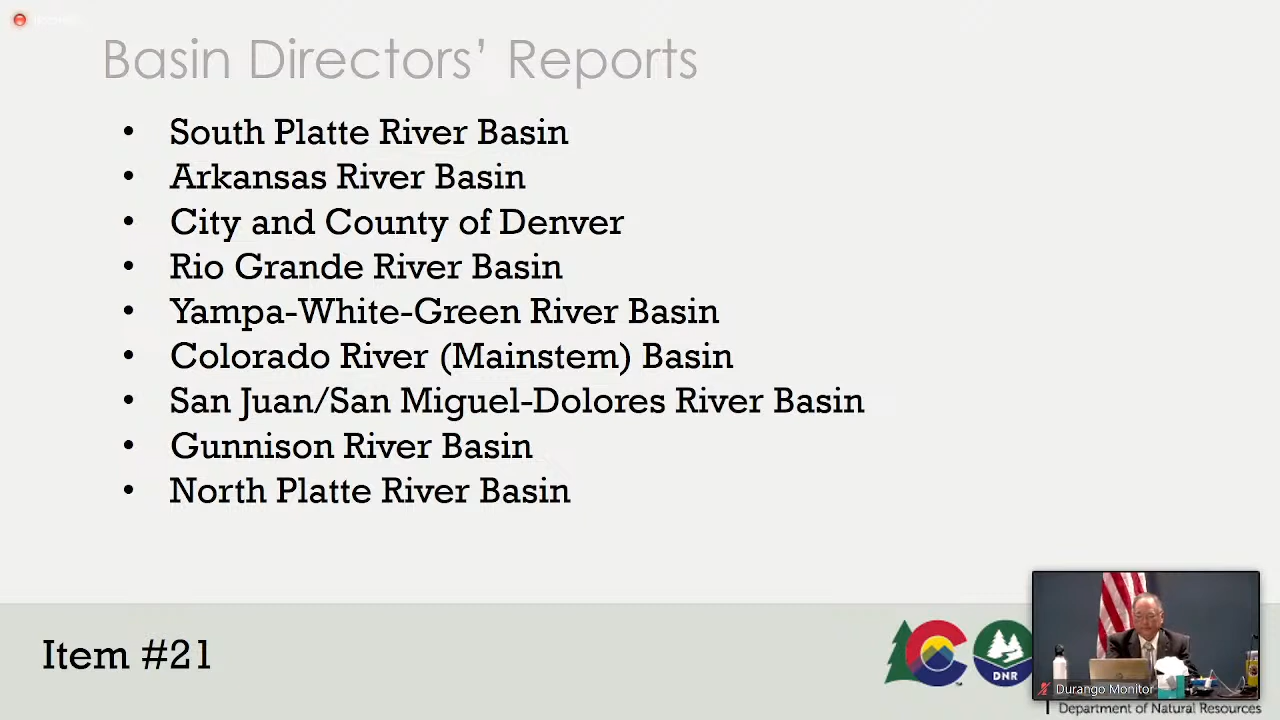 Basin Directors' Reports
• South Platte River Basin
• Arkansas River Basin
• City and County of Denver
• Rio Grande River Basin
• Yampa-White-Green River Basin
• Colorado River (Mainstem) Basin
• San Juan/San Miguel-Dolores River Basin
• Gunnison River Basin
• North Platte River Basin
Item #21
DNR
Durango Monitor
Department of Natural Resources